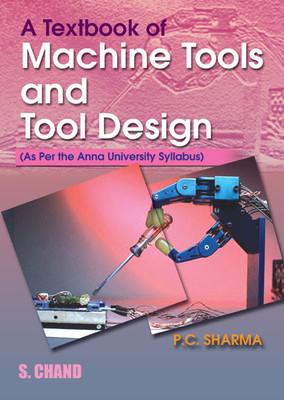 A Textbook of
Machine Tools
and
Tool Design
(As Per the Anna University Syllabus)
P.C. SHARMA
S. CHAND